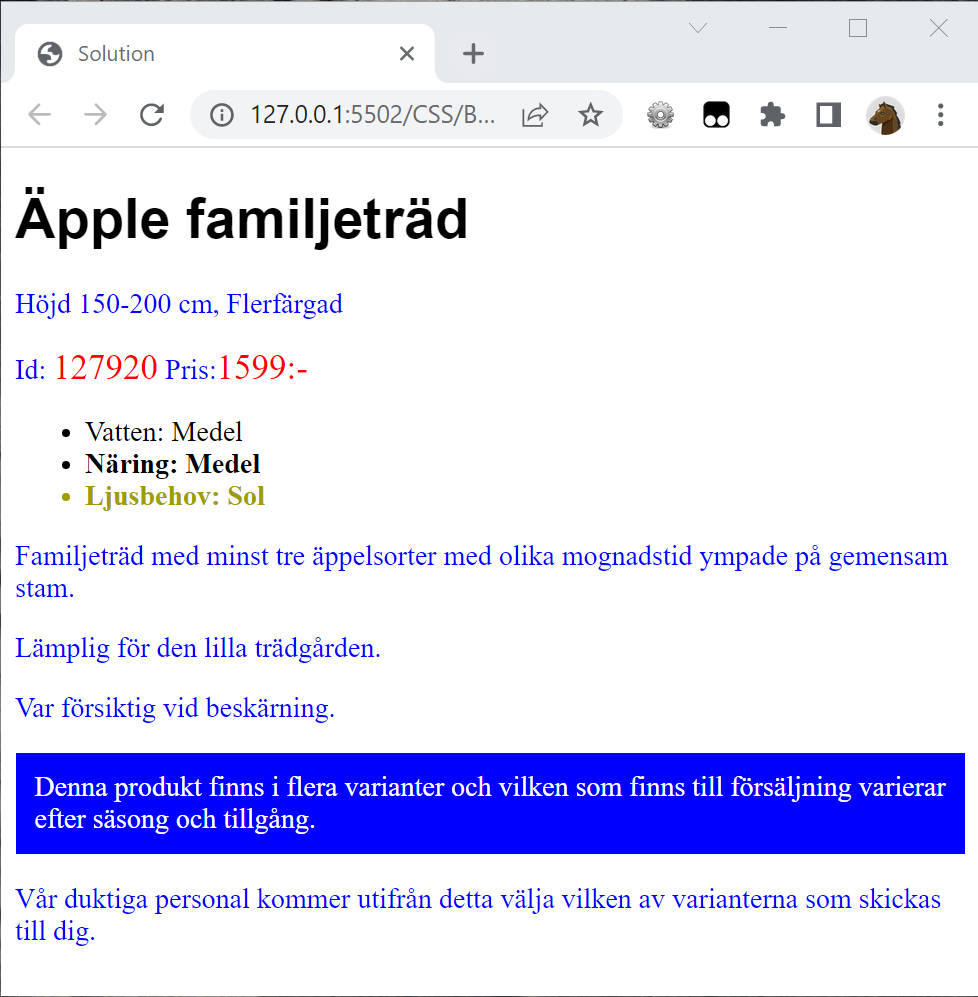 Solution
127.0.0.1:5502/CSS/B...
Äpple familjeträd
Höjd 150-200 cm, Flerfärgad
Id: 127920 Pris:1599:-
• Vatten: Medel
• Näring: Medel
• Ljusbehov: Sol
Familjeträd med minst tre äppelsorter med olika mognadstid ympade på gemensam
stam.
Lämplig för den lilla trädgården.
Var försiktig vid beskärning.
Denna produkt finns i flera varianter och vilken som finns till försäljning varierar
efter säsong och tillgång.
Vår duktiga personal kommer utifrån detta välja vilken av varianterna som skickas
till dig.